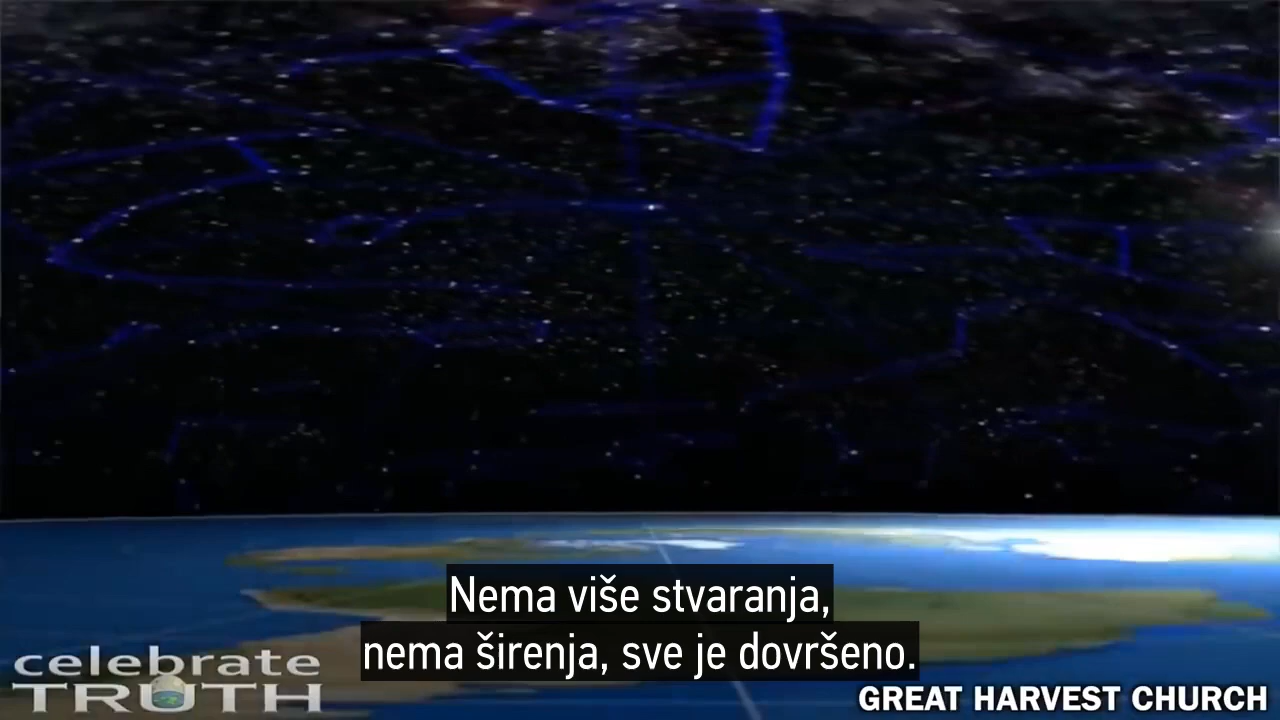 Nema više stvaranja,
nema širenja, sve je dovršeno.
celebrate
TRUTH
GREAT HARVEST CHURCH